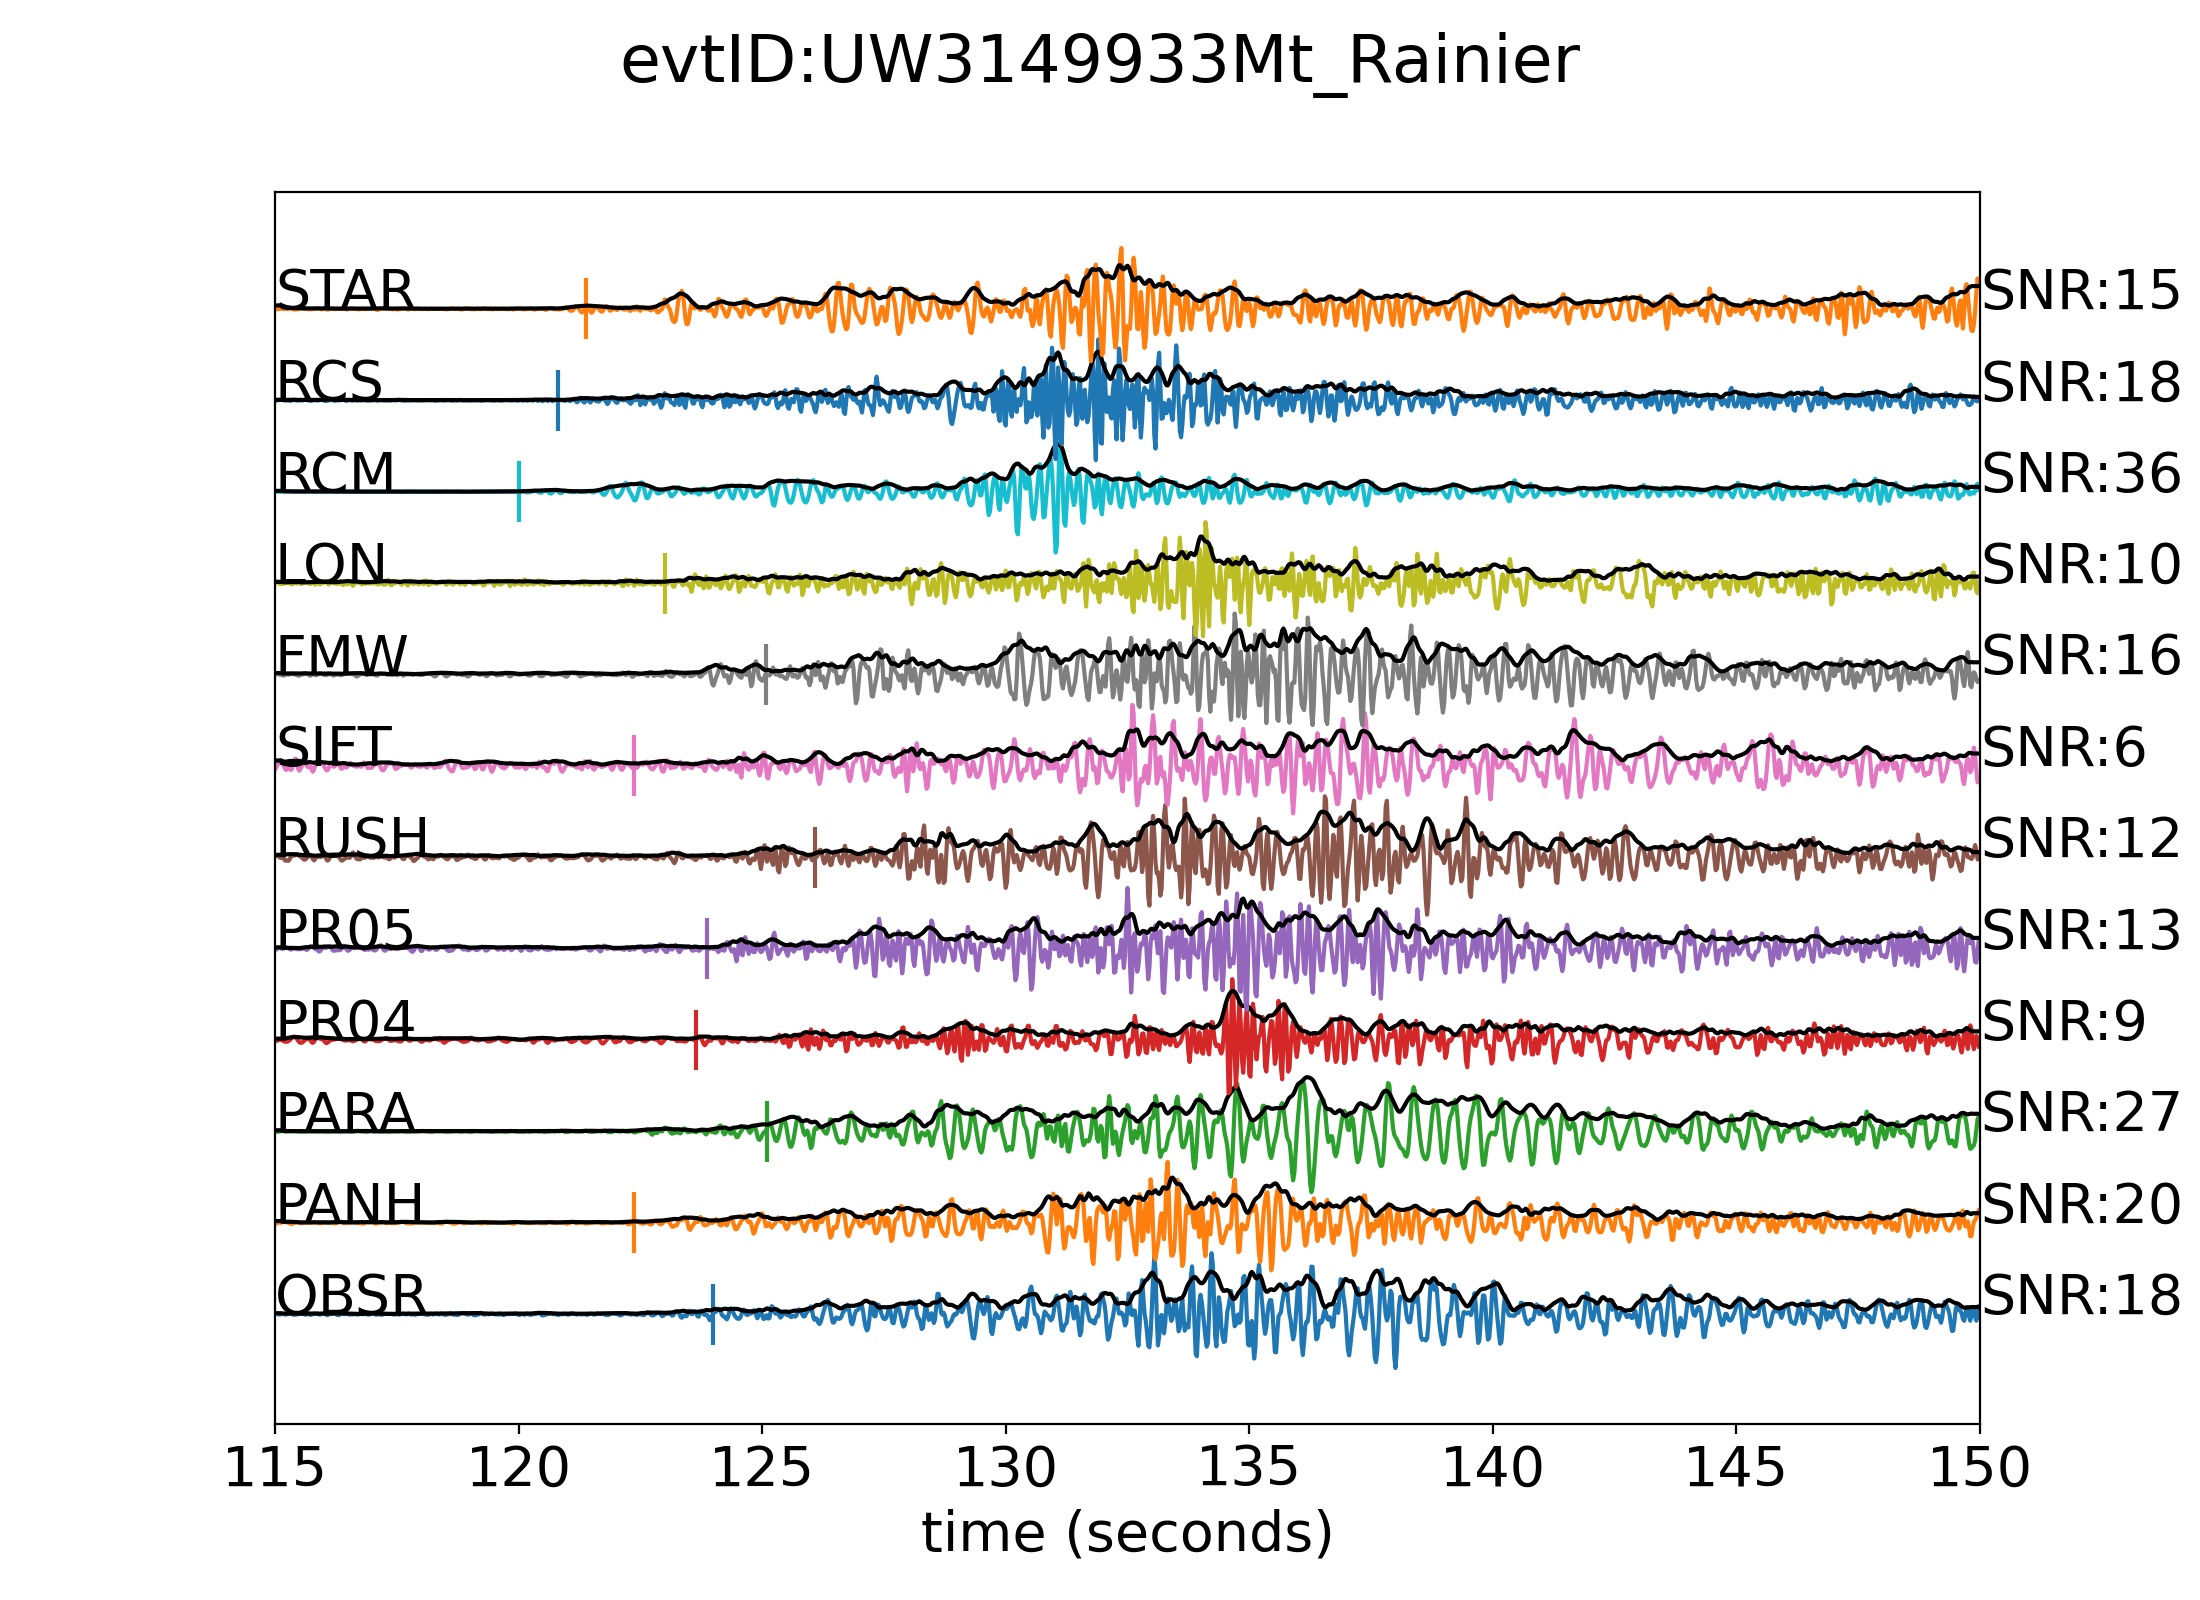 evtID:UW3149933Mt_Rainier
STAR SNR:15
RCS SNR:18
RCM SNR:36
LON SNR:10
FMW SNR:16
SIFT SNR:6
RUSH SNR:12
PR05 SNR:13
PR04 SNR:9
PARA SNR:27
PANH SNR:20
OBSR SNR:18
115 120 125 130 135 140 145 150
time (seconds)